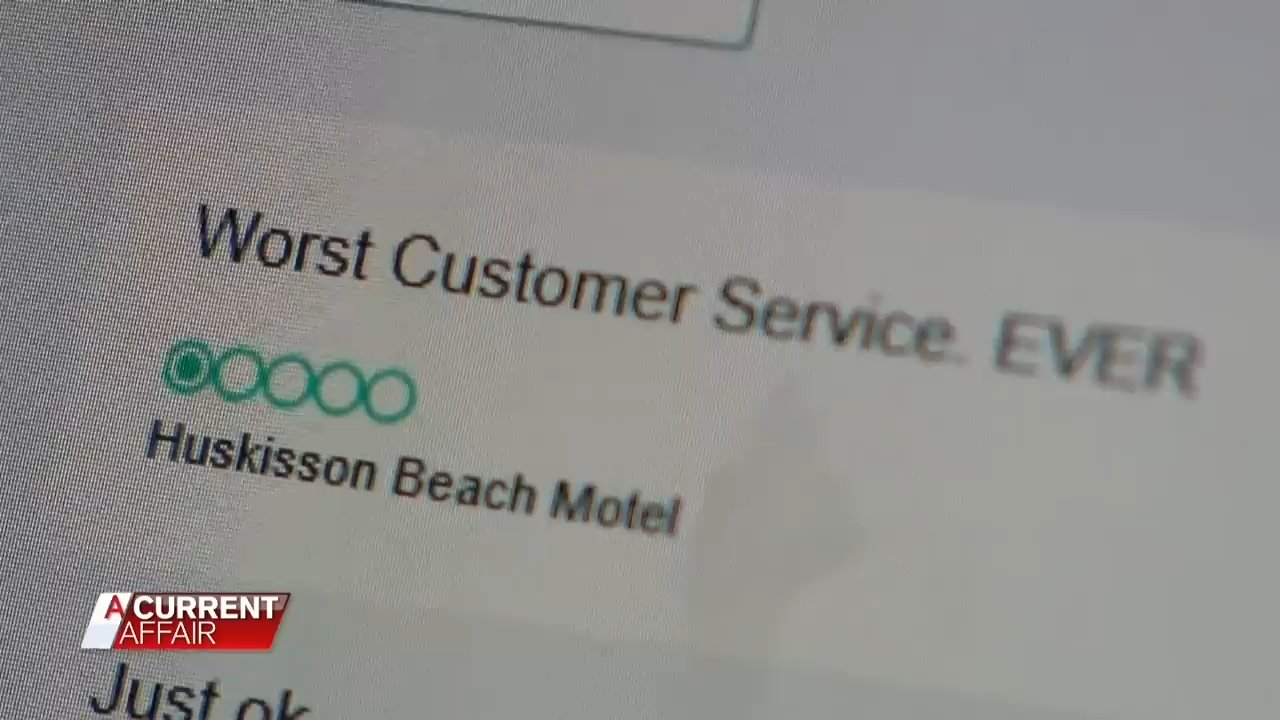 Worst Customer Service. EVER
Huskisson Beach Motel
A CURRENT
AFFAIR
Just ok